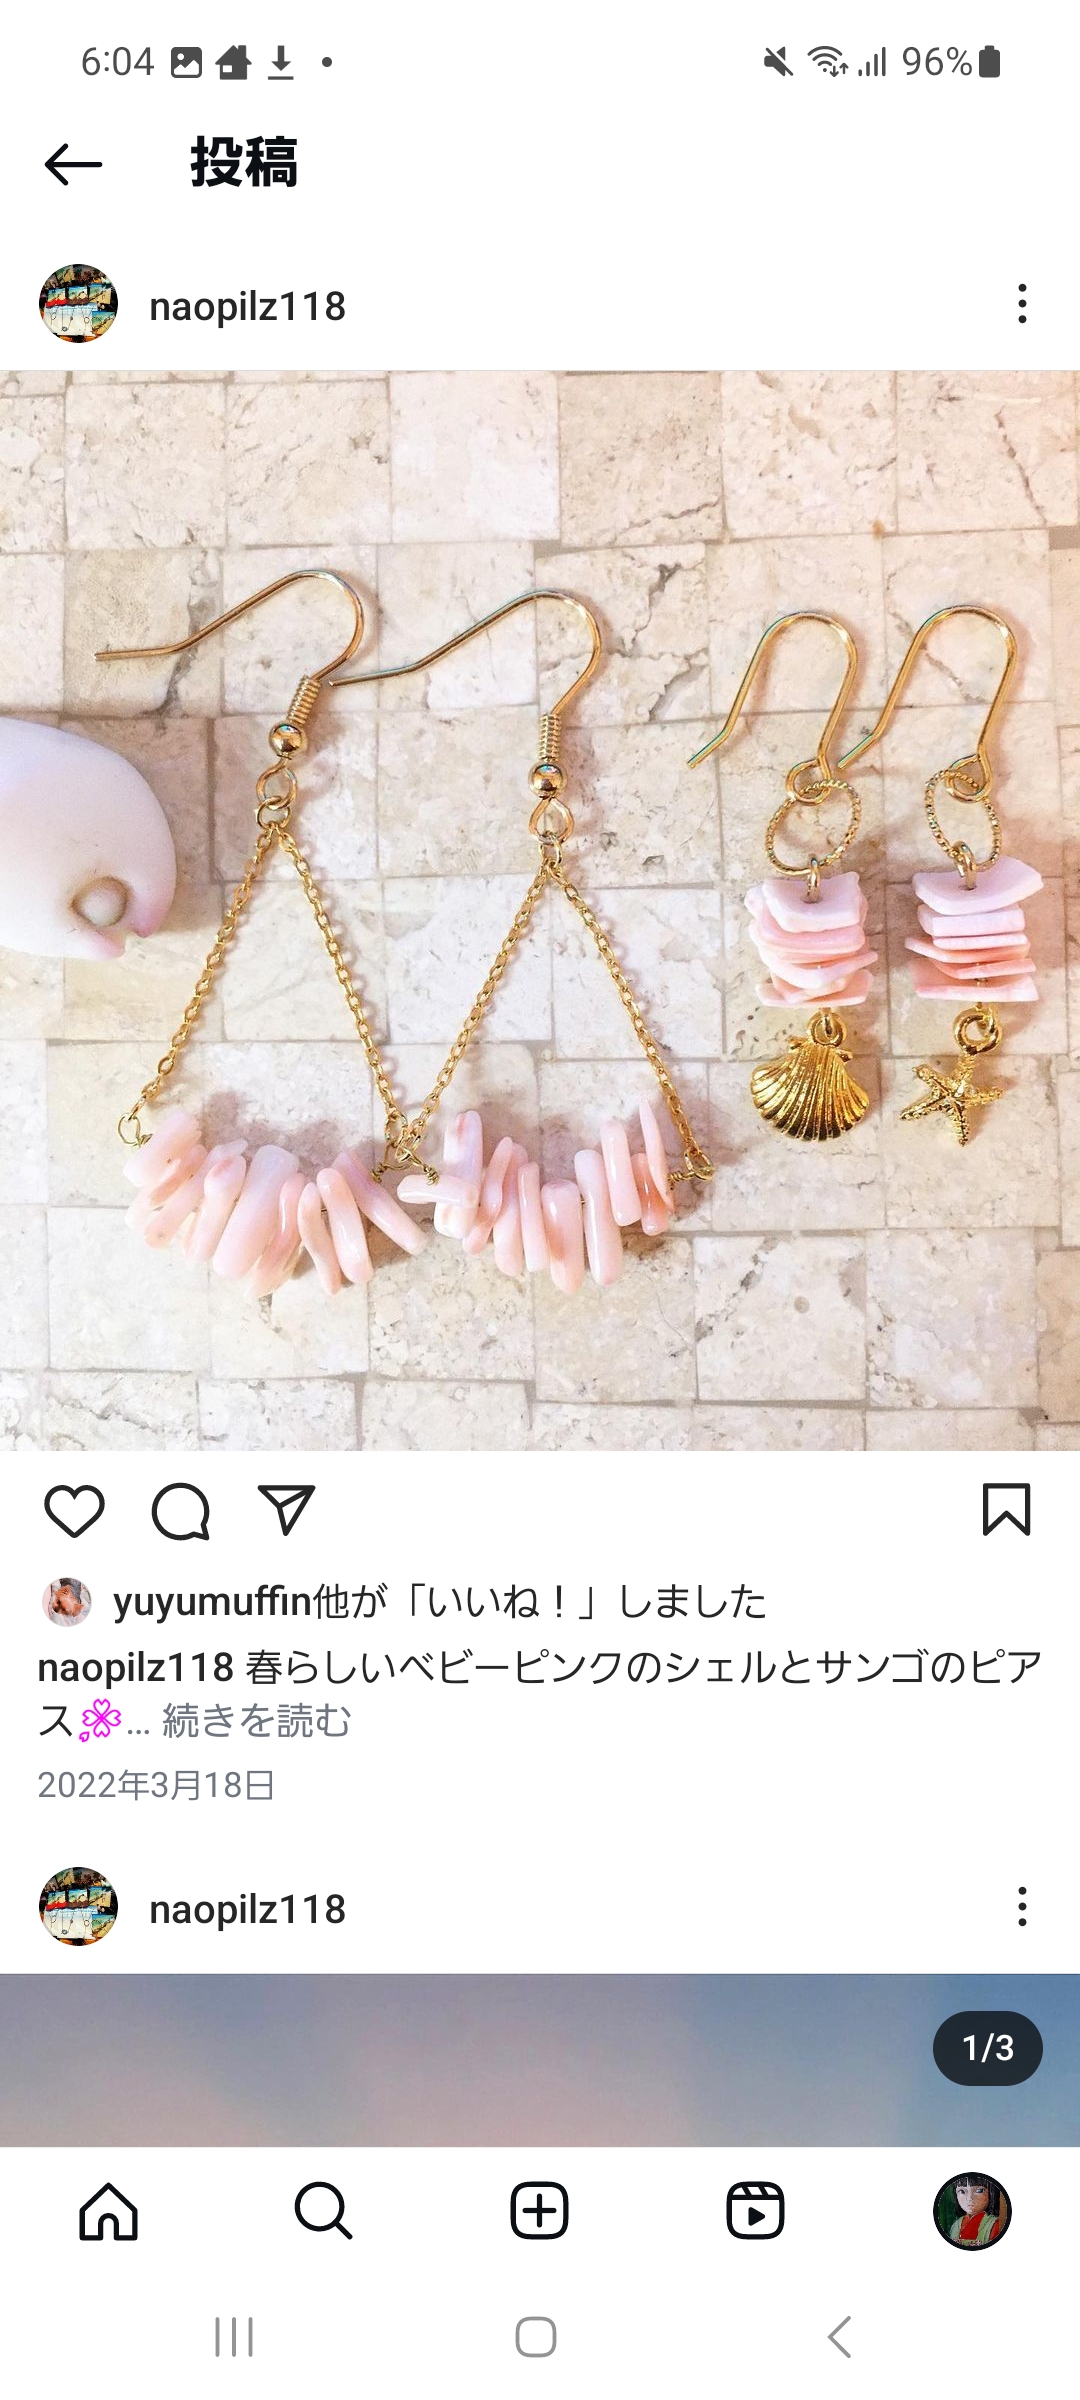 6:04 96%
投稿
naopilz118
yuyumuffin他が「いいね！」しました
naopilz118 春らしいベビーピンクのシェルとサンゴのピア
ス🌸... 続きを読む
2022年3月18日
naopilz118
1/3